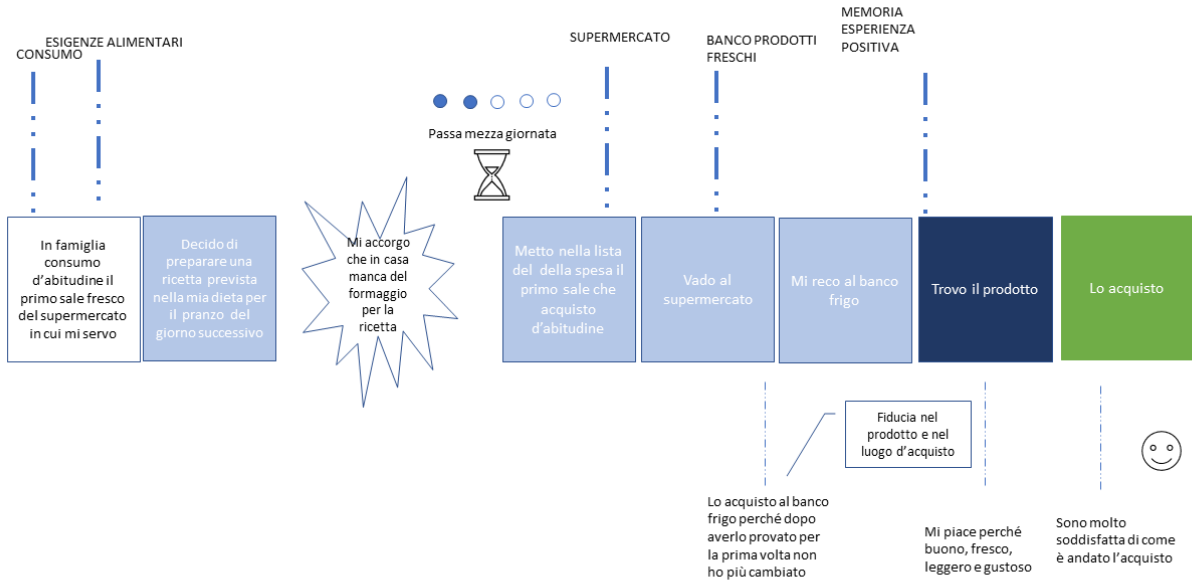 CONSUMO
ESIGENZE ALIMENTARI
SUPERMERCATO
BANCO PRODOTTI
FRESCHI
MEMORIA
ESPERIENZA
POSITIVA
Passa mezza giornata
In famiglia
consumo
d'abitudine il
primo sale fresco
del supermercato
in cui mi servo
Decido di
preparare una
ricetta prevista
nella mia dieta per
il pranzo del
giorno successivo
Mi accorgo
che in casa
manca del
formaggio
per la
ricetta
Metto nella lista
del della spesa il
primo sale che
acquisto
d'abitudine
Vado al
supermercato
Mi reco al banco
frigo
Trovo il prodotto
Lo acquisto
Fiducia nel
prodotto e nel
luogo d'acquisto
Lo acquisto al banco
frigo perché dopo
averlo provato per
la prima volta non
ho più cambiato
Mi piace perché
buono, fresco,
leggero e gustoso
Sono molto
soddisfatta di come
è andato l'acquisto